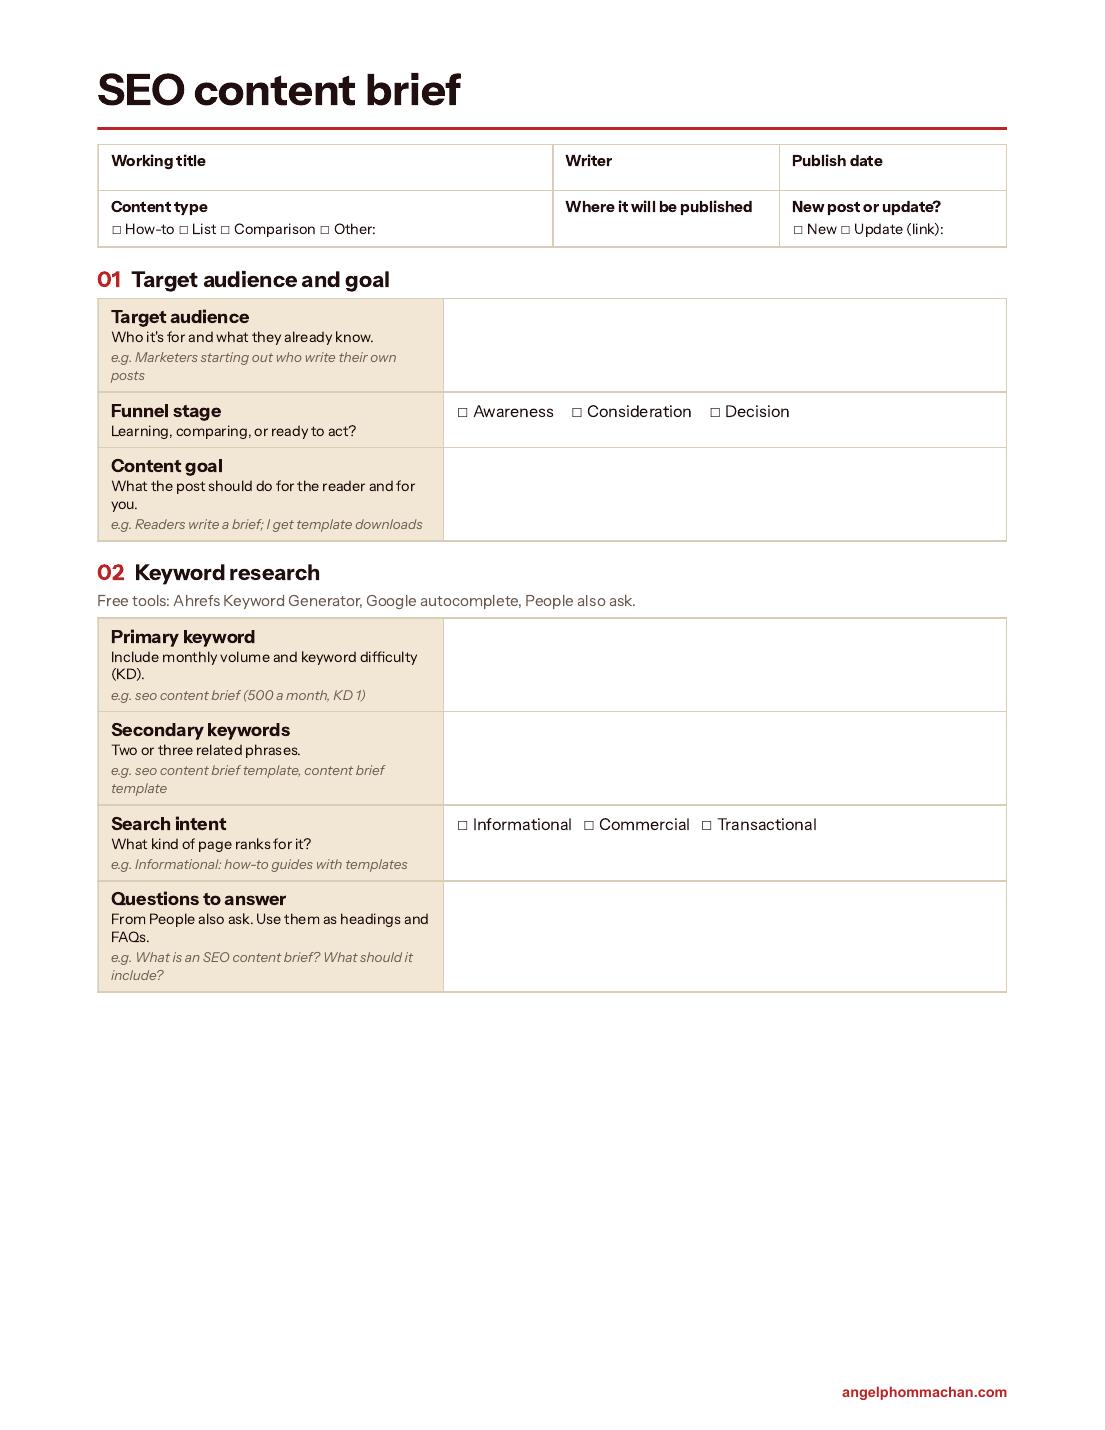 SEO content brief
Working title
Writer
Publish date
Content type
☐ How-to ☐ List ☐ Comparison ☐ Other:
Where it will be published
New post or update?
☐ New ☐ Update (link):
01 Target audience and goal
Target audience
Who it's for and what they already know.
e.g. Marketers starting out who write their own
posts
Funnel stage
Learning, comparing, or ready to act?
☐ Awareness ☐ Consideration ☐ Decision
Content goal
What the post should do for the reader and for
you.
e.g. Readers write a brief; I get template downloads
02 Keyword research
Free tools: Ahrefs Keyword Generator, Google autocomplete, People also ask.
Primary keyword
Include monthly volume and keyword difficulty
(KD).
e.g. seo content brief (500 a month, KD 1)
Secondary keywords
Two or three related phrases.
e.g. seo content brief template, content brief
template
Search intent
What kind of page ranks for it?
e.g. Informational: how-to guides with templates
☐ Informational ☐ Commercial ☐ Transactional
Questions to answer
From People also ask. Use them as headings and
FAQs.
e.g. What is an SEO content brief? What should it
include?
angelphommachan.com